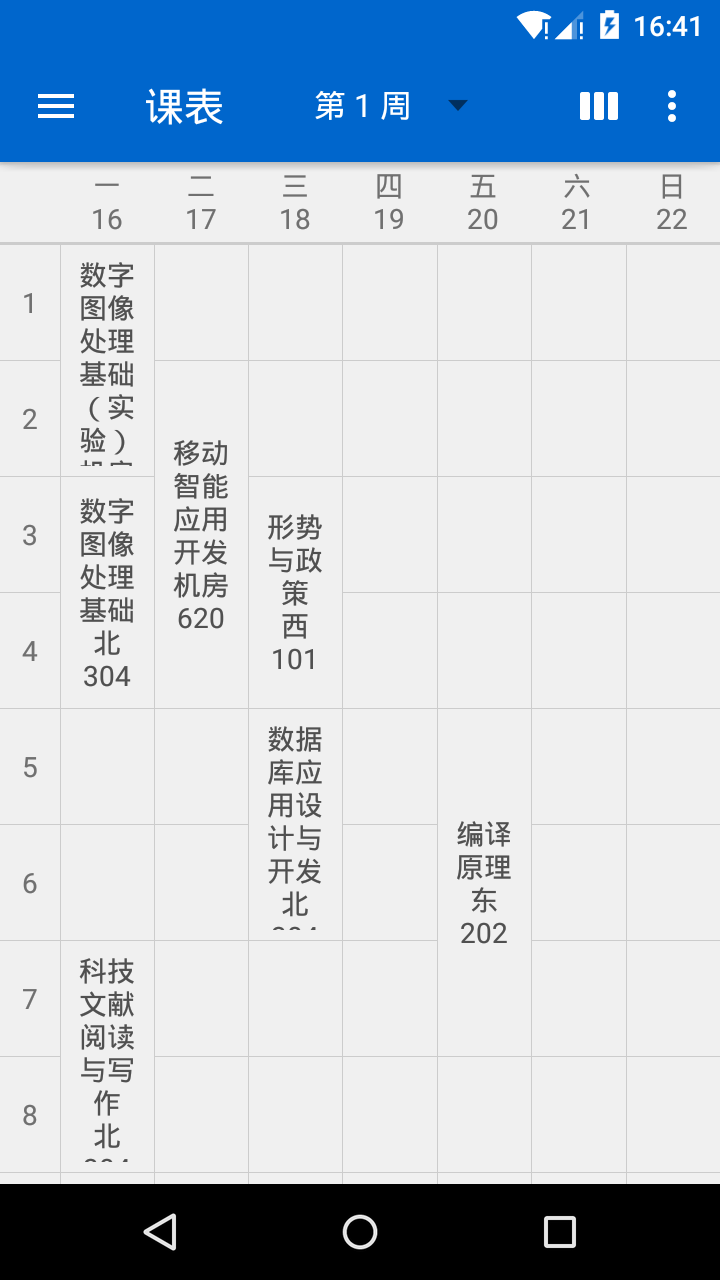 16:41
课表 第 1 周
一 二 三 四 五 六 日
16 17 18 19 20 21 22
1
2
3
4
5
6
7
8
数字
图像
处理
基础
（实
验）
数字
图像
处理
基础
北
304
科技
文献
阅读
与写
作
北
移动
智能
应用
开发
机房
620
形势
与政
策
西
101
数据
库应
用设
计与
开发
北
编译
原理
东
202